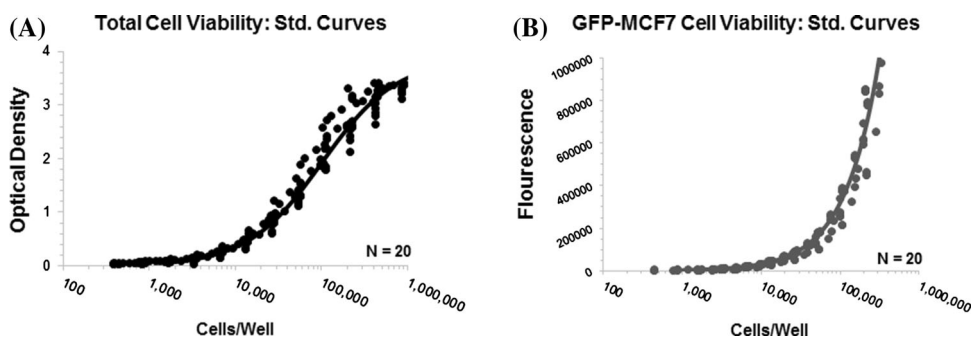 (A)
Total Cell Viability: Std. Curves
Optical Density
4
3
2
1
0
N = 20
100
1,000
10,000
100,000
1,000,000
Cells/Well
(B)
GFP-MCF7 Cell Viability: Std. Curves
Flourescence
1000000
800000
600000
400000
200000
0
N = 20
100
1,000
10,000
100,000
1,000,000
Cells/Well